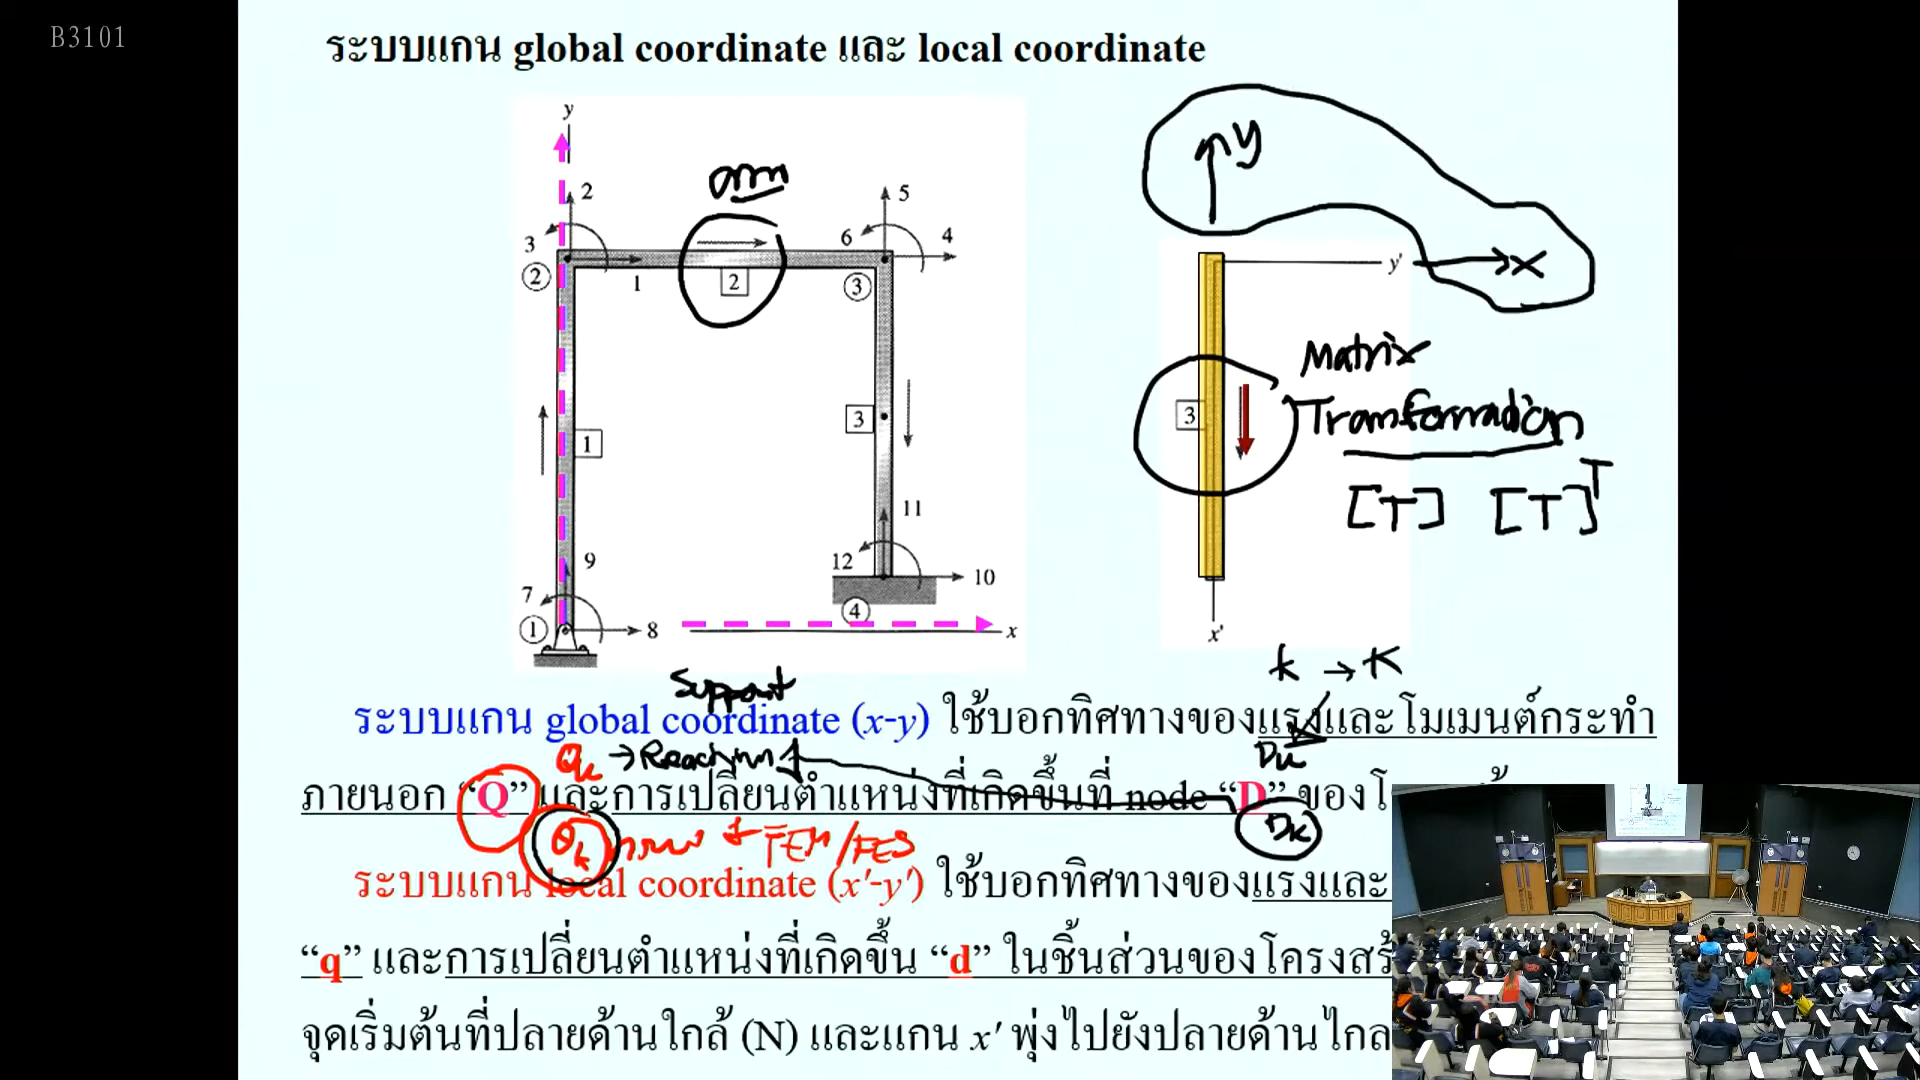 B3101
ระบบแกน global coordinate และ local coordinate
y
2
5
3
6
4
②
1
2
③
y'
y
x
3
1
3
Matrix
Transformation
[T] [T]ᵀ
11
9
12
10
7
④
①
8
x
x'
k → K
Support
ระบบแกน global coordinate (x-y) ใช้บอกทิศทางของแรงและโมเมนต์กระทำ
Qu → Reaction
Du
ภายนอก “Q” และการเปลี่ยนตำแหน่งที่เกิดขึ้นที่ node “D” ของ
Qk
FEM/FES
Dk
ระบบแกน local coordinate (x'-y') ใช้บอกทิศทางของแรงและ
“q” และการเปลี่ยนตำแหน่งที่เกิดขึ้น “d” ในชิ้นส่วนของโครงสร้
จุดเริ่มต้นที่ปลายด้านใกล้ (N) และแกน x' พุ่งไปยังปลายด้านไกล